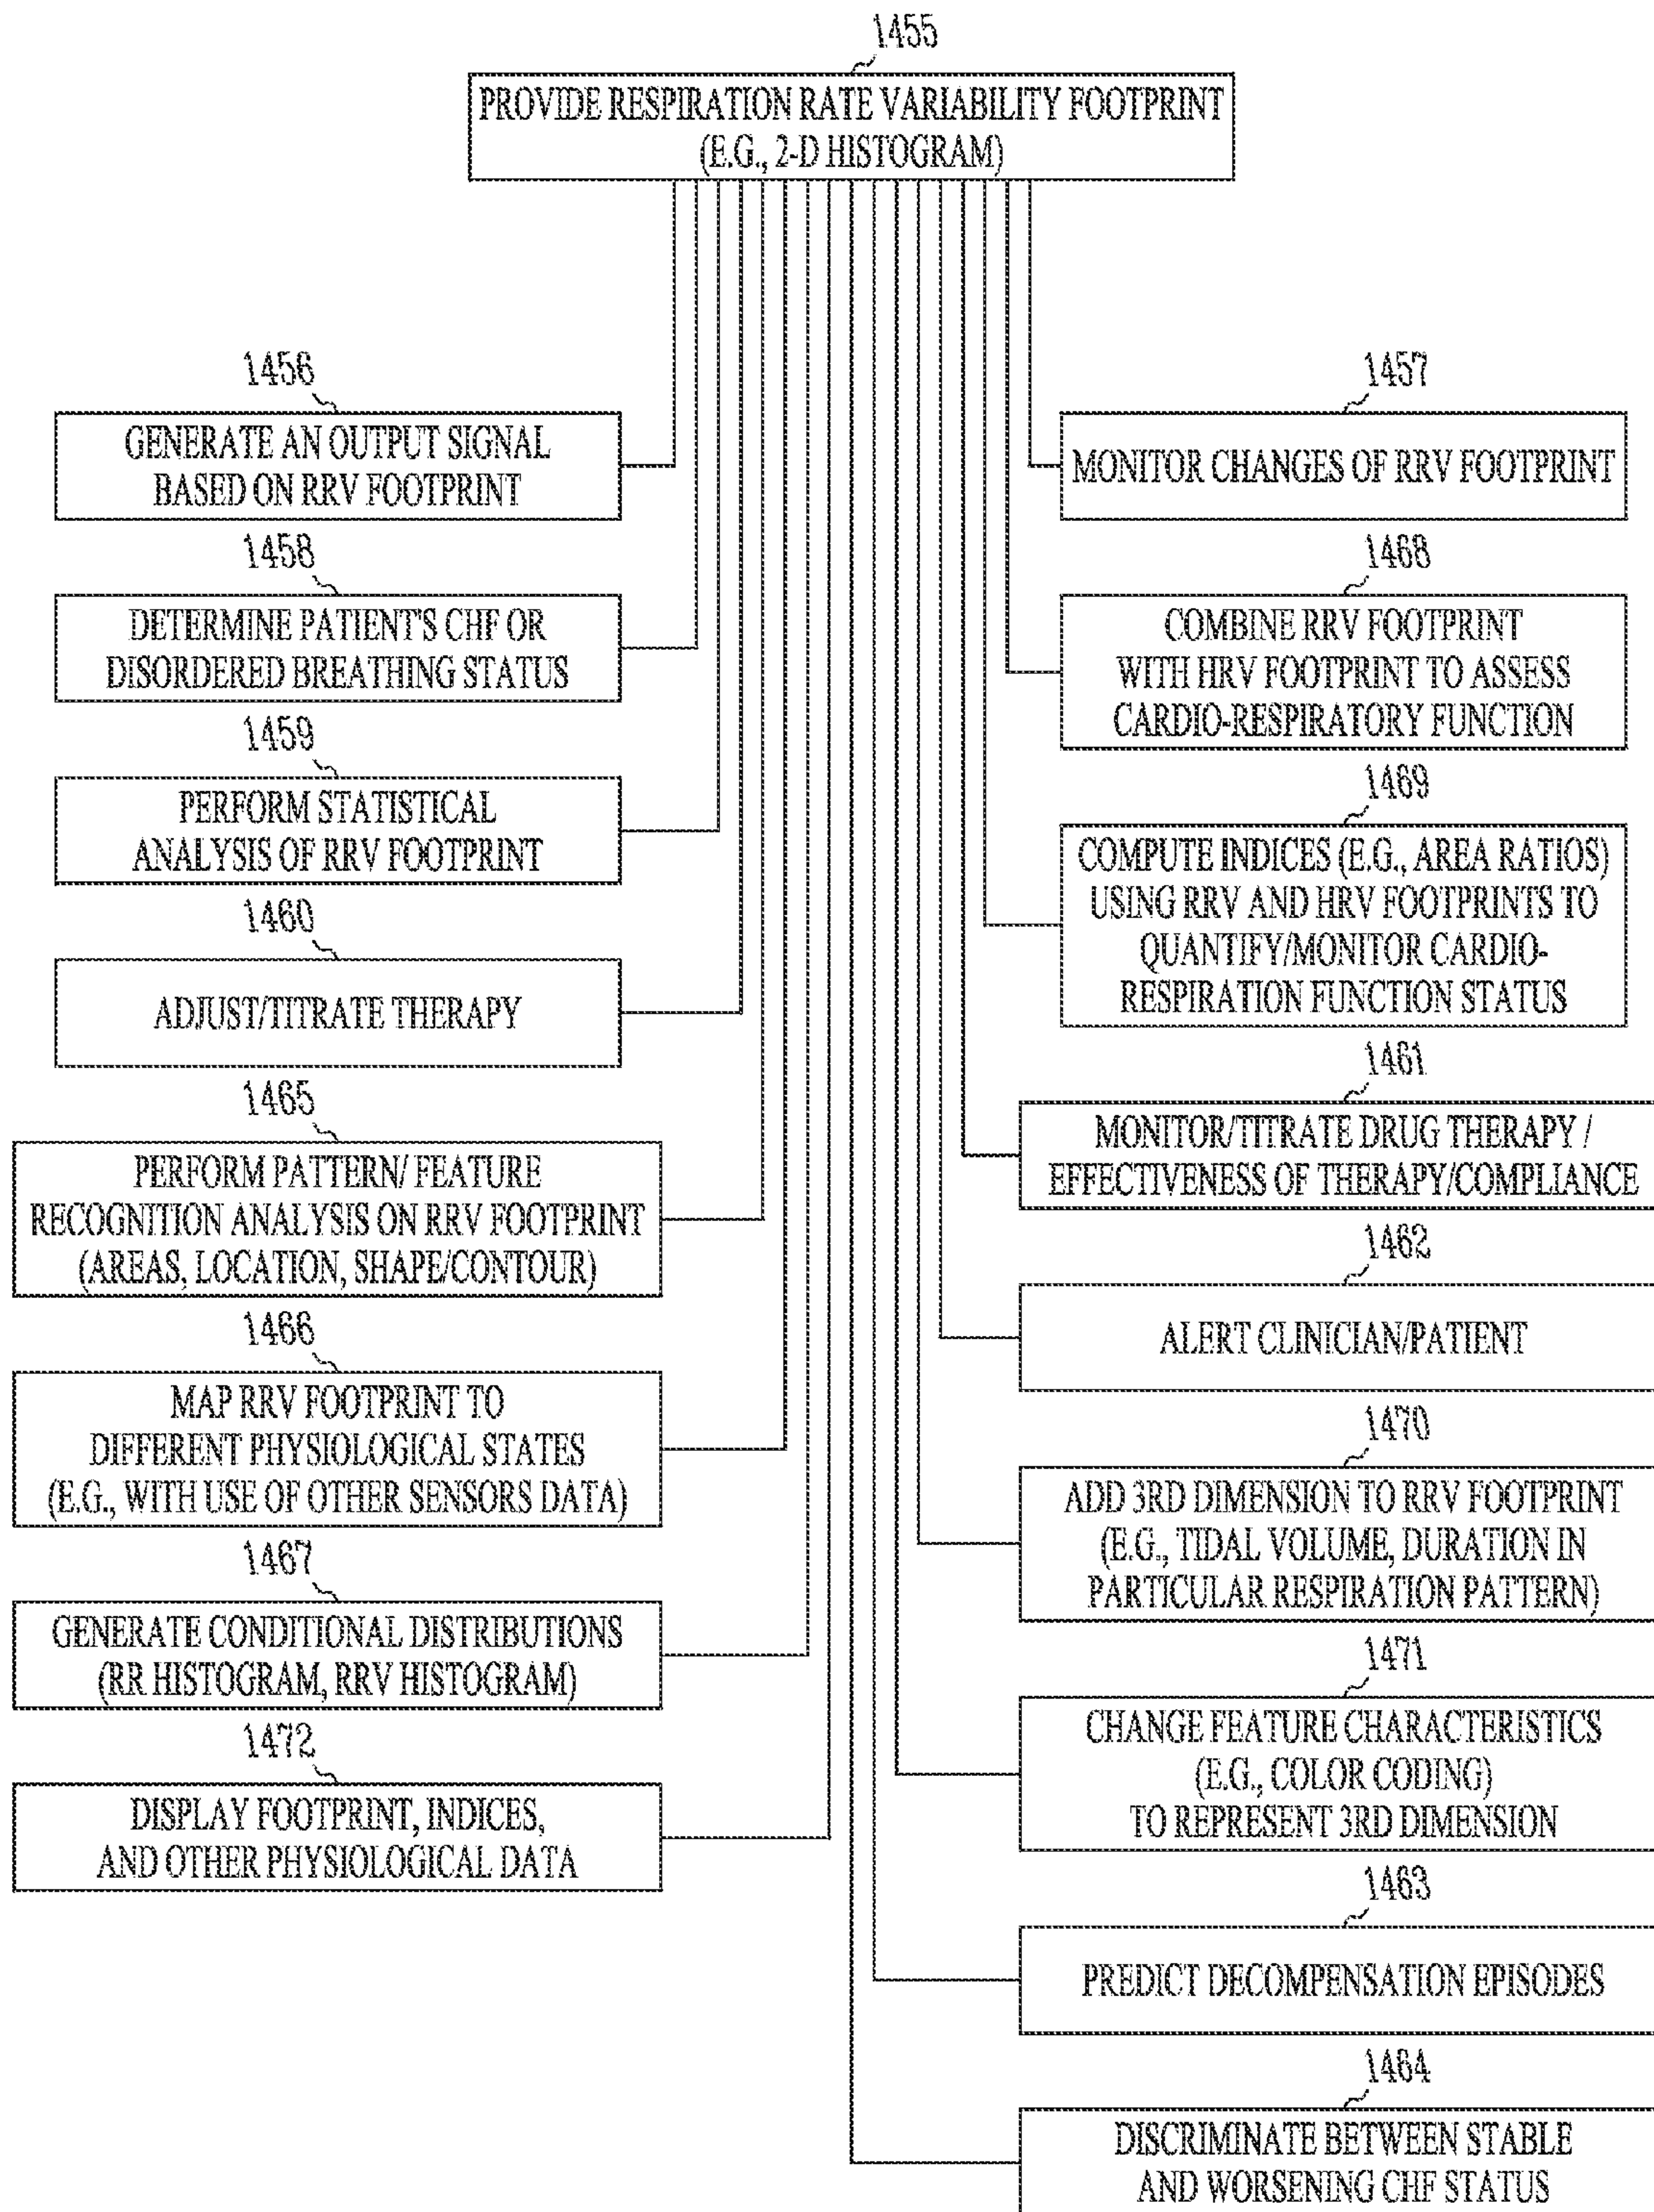 1455
PROVIDE RESPIRATION RATE VARIABILITY FOOTPRINT
(E.G., 2-D HISTOGRAM)
1456
GENERATE AN OUTPUT SIGNAL
BASED ON RRV FOOTPRINT
1458
DETERMINE PATIENT'S CHF OR
DISORDERED BREATHING STATUS
1459
PERFORM STATISTICAL
ANALYSIS OF RRV FOOTPRINT
1460
ADJUST/TITRATE THERAPY
1465
PERFORM PATTERN/ FEATURE
RECOGNITION ANALYSIS ON RRV FOOTPRINT
(AREAS, LOCATION, SHAPE/CONTOUR)
1466
MAP RRV FOOTPRINT TO
DIFFERENT PHYSIOLOGICAL STATES
(E.G., WITH USE OF OTHER SENSORS DATA)
1467
GENERATE CONDITIONAL DISTRIBUTIONS
(RR HISTOGRAM, RRV HISTOGRAM)
1472
DISPLAY FOOTPRINT, INDICES,
AND OTHER PHYSIOLOGICAL DATA
1457
MONITOR CHANGES OF RRV FOOTPRINT
1468
COMBINE RRV FOOTPRINT
WITH HRV FOOTPRINT TO ASSESS
CARDIO-RESPIRATORY FUNCTION
1469
COMPUTE INDICES (E.G., AREA RATIOS)
USING RRV AND HRV FOOTPRINTS TO
QUANTIFY/MONITOR CARDIO-
RESPIRATION FUNCTION STATUS
1461
MONITOR/TITRATE DRUG THERAPY /
EFFECTIVENESS OF THERAPY/COMPLIANCE
1462
ALERT CLINICIAN/PATIENT
1470
ADD 3RD DIMENSION TO RRV FOOTPRINT
(E.G., TIDAL VOLUME, DURATION IN
PARTICULAR RESPIRATION PATTERN)
1471
CHANGE FEATURE CHARACTERISTICS
(E.G., COLOR CODING)
TO REPRESENT 3RD DIMENSION
1463
PREDICT DECOMPENSATION EPISODES
1464
DISCRIMINATE BETWEEN STABLE
AND WORSENING CHF STATUS